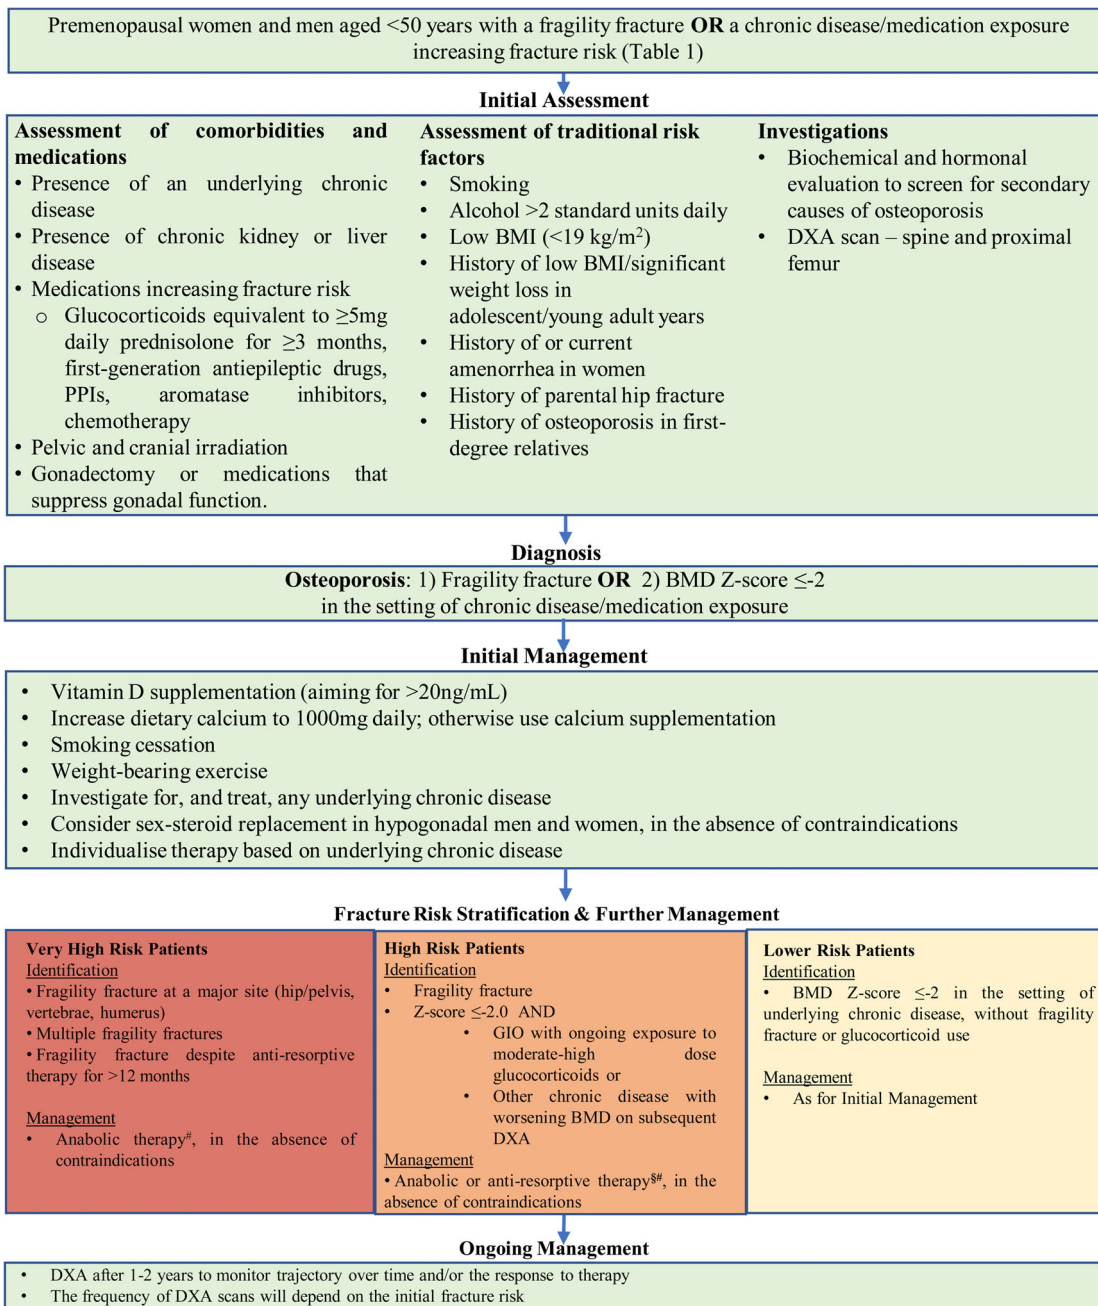 Premenopausal women and men aged <50 years with a fragility fracture OR a chronic disease/medication exposure
increasing fracture risk (Table 1)
Initial Assessment
Assessment of comorbidities and
medications
• Presence of an underlying chronic
disease
• Presence of chronic kidney or liver
disease
• Medications increasing fracture risk
o Glucocorticoids equivalent to ≥5mg
daily prednisolone for ≥3 months,
first-generation antiepileptic drugs,
PPIs, aromatase inhibitors,
chemotherapy
• Pelvic and cranial irradiation
• Gonadectomy or medications that
suppress gonadal function.
Assessment of traditional risk
factors
• Smoking
• Alcohol >2 standard units daily
• Low BMI (<19 kg/m²)
• History of low BMI/significant
weight loss in
adolescent/young adult years
• History of or current
amenorrhea in women
• History of parental hip fracture
• History of osteoporosis in first-
degree relatives
Investigations
• Biochemical and hormonal
evaluation to screen for secondary
causes of osteoporosis
• DXA scan – spine and proximal
femur
Diagnosis
Osteoporosis: 1) Fragility fracture OR 2) BMD Z-score ≤-2
in the setting of chronic disease/medication exposure
Initial Management
• Vitamin D supplementation (aiming for >20ng/mL)
• Increase dietary calcium to 1000mg daily; otherwise use calcium supplementation
• Smoking cessation
• Weight-bearing exercise
• Investigate for, and treat, any underlying chronic disease
• Consider sex-steroid replacement in hypogonadal men and women, in the absence of contraindications
• Individualise therapy based on underlying chronic disease
Fracture Risk Stratification & Further Management
Very High Risk Patients
Identification
• Fragility fracture at a major site (hip/pelvis,
vertebrae, humerus)
• Multiple fragility fractures
• Fragility fracture despite anti-resorptive
therapy for >12 months
Management
• Anabolic therapy#, in the absence of
contraindications
High Risk Patients
Identification
• Fragility fracture
• Z-score ≤-2.0 AND
• GIO with ongoing exposure to
moderate-high dose
glucocorticoids or
• Other chronic disease with
worsening BMD on subsequent
DXA
Management
• Anabolic or anti-resorptive therapy§#, in the
absence of contraindications
Lower Risk Patients
Identification
• BMD Z-score ≤-2 in the setting of
underlying chronic disease, without fragility
fracture or glucocorticoid use
Management
• As for Initial Management
Ongoing Management
• DXA after 1-2 years to monitor trajectory over time and/or the response to therapy
• The frequency of DXA scans will depend on the initial fracture risk